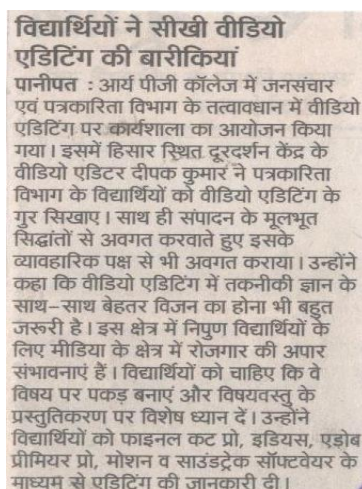 विद्यार्थियों ने सीखी वीडियो
एडिटिंग की बारीकियां
पानीपत : आर्य पीजी कॉलेज में जनसंचार
एवं पत्रकारिता विभाग के तत्वावधान में वीडियो
एडिटिंग पर कार्यशाला का आयोजन किया
गया। इसमें हिसार स्थित दूरदर्शन केंद्र के
वीडियो एडिटर दीपक कुमार ने पत्रकारिता
विभाग के विद्यार्थियों को वीडियो एडिटिंग के
गुर सिखाए। साथ ही संपादन के मूलभूत
सिद्धांतों से अवगत करवाते हुए इसके
व्यावहारिक पक्ष से भी अवगत कराया। उन्होंने
कहा कि वीडियो एडिटिंग में तकनीकी ज्ञान के
साथ-साथ बेहतर विजन का होना भी बहुत
जरूरी है। इस क्षेत्र में निपुण विद्यार्थियों के
लिए मीडिया के क्षेत्र में रोजगार की अपार
संभावनाएं हैं। विद्यार्थियों को चाहिए कि वे
विषय पर पकड़ बनाएं और विषयवस्तु के
प्रस्तुतिकरण पर विशेष ध्यान दें। उन्होंने
विद्यार्थियों को फाइनल कट प्रो, इडियस, एडोब
प्रीमियर प्रो, मोशन व साउंडट्रेक सॉफ्टवेयर के
माध्यम से एडिटिंग की जानकारी दी।